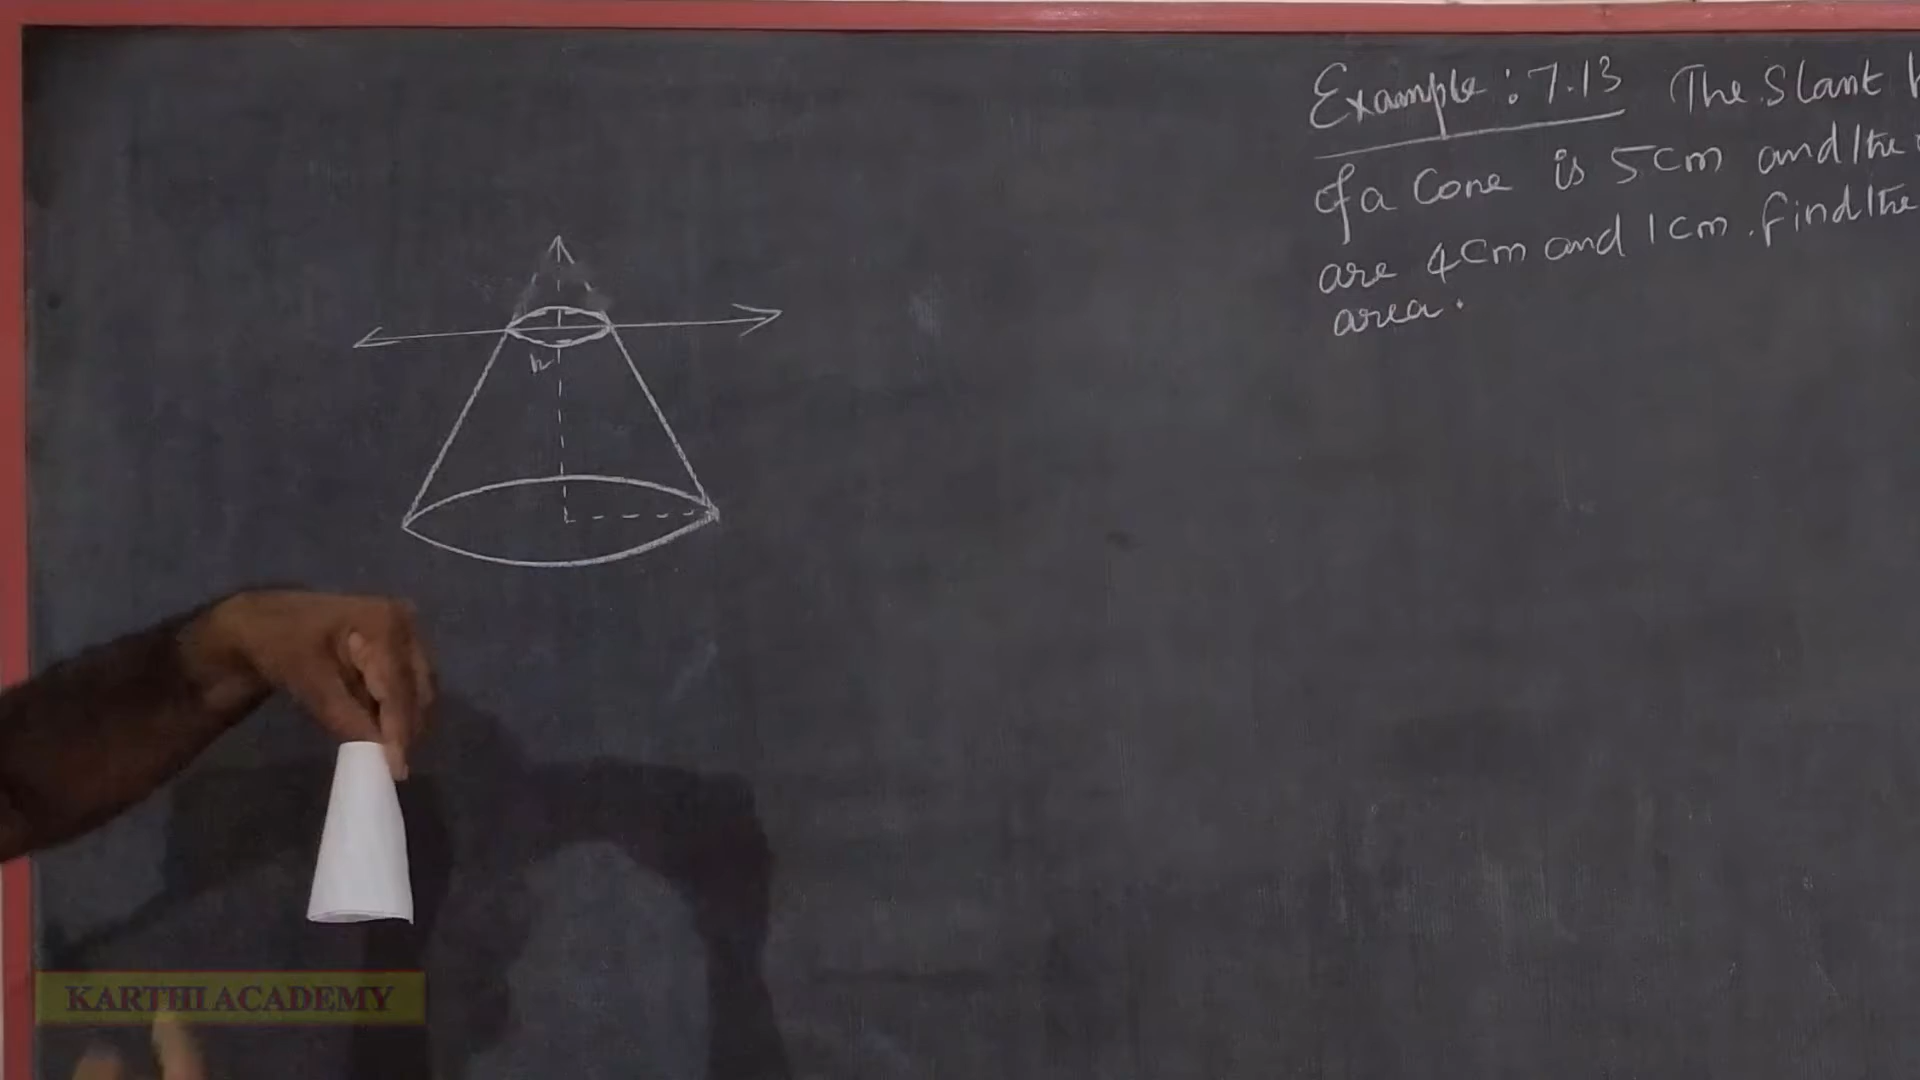 Example : 7.13 The Slant
of a Cone is 5cm and the
are 4cm and 1cm. find the
area.
r
KARTHI ACADEMY